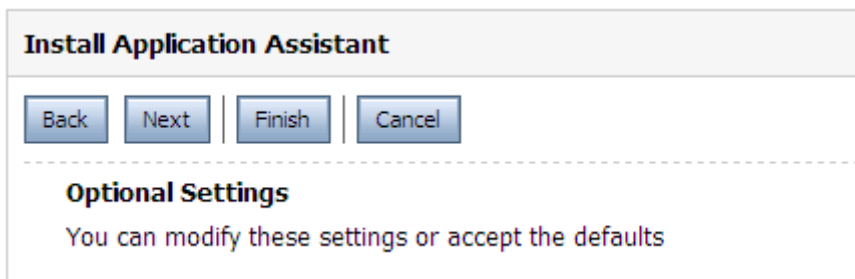 Install Application Assistant
Back Next Finish Cancel
Optional Settings
You can modify these settings or accept the defaults